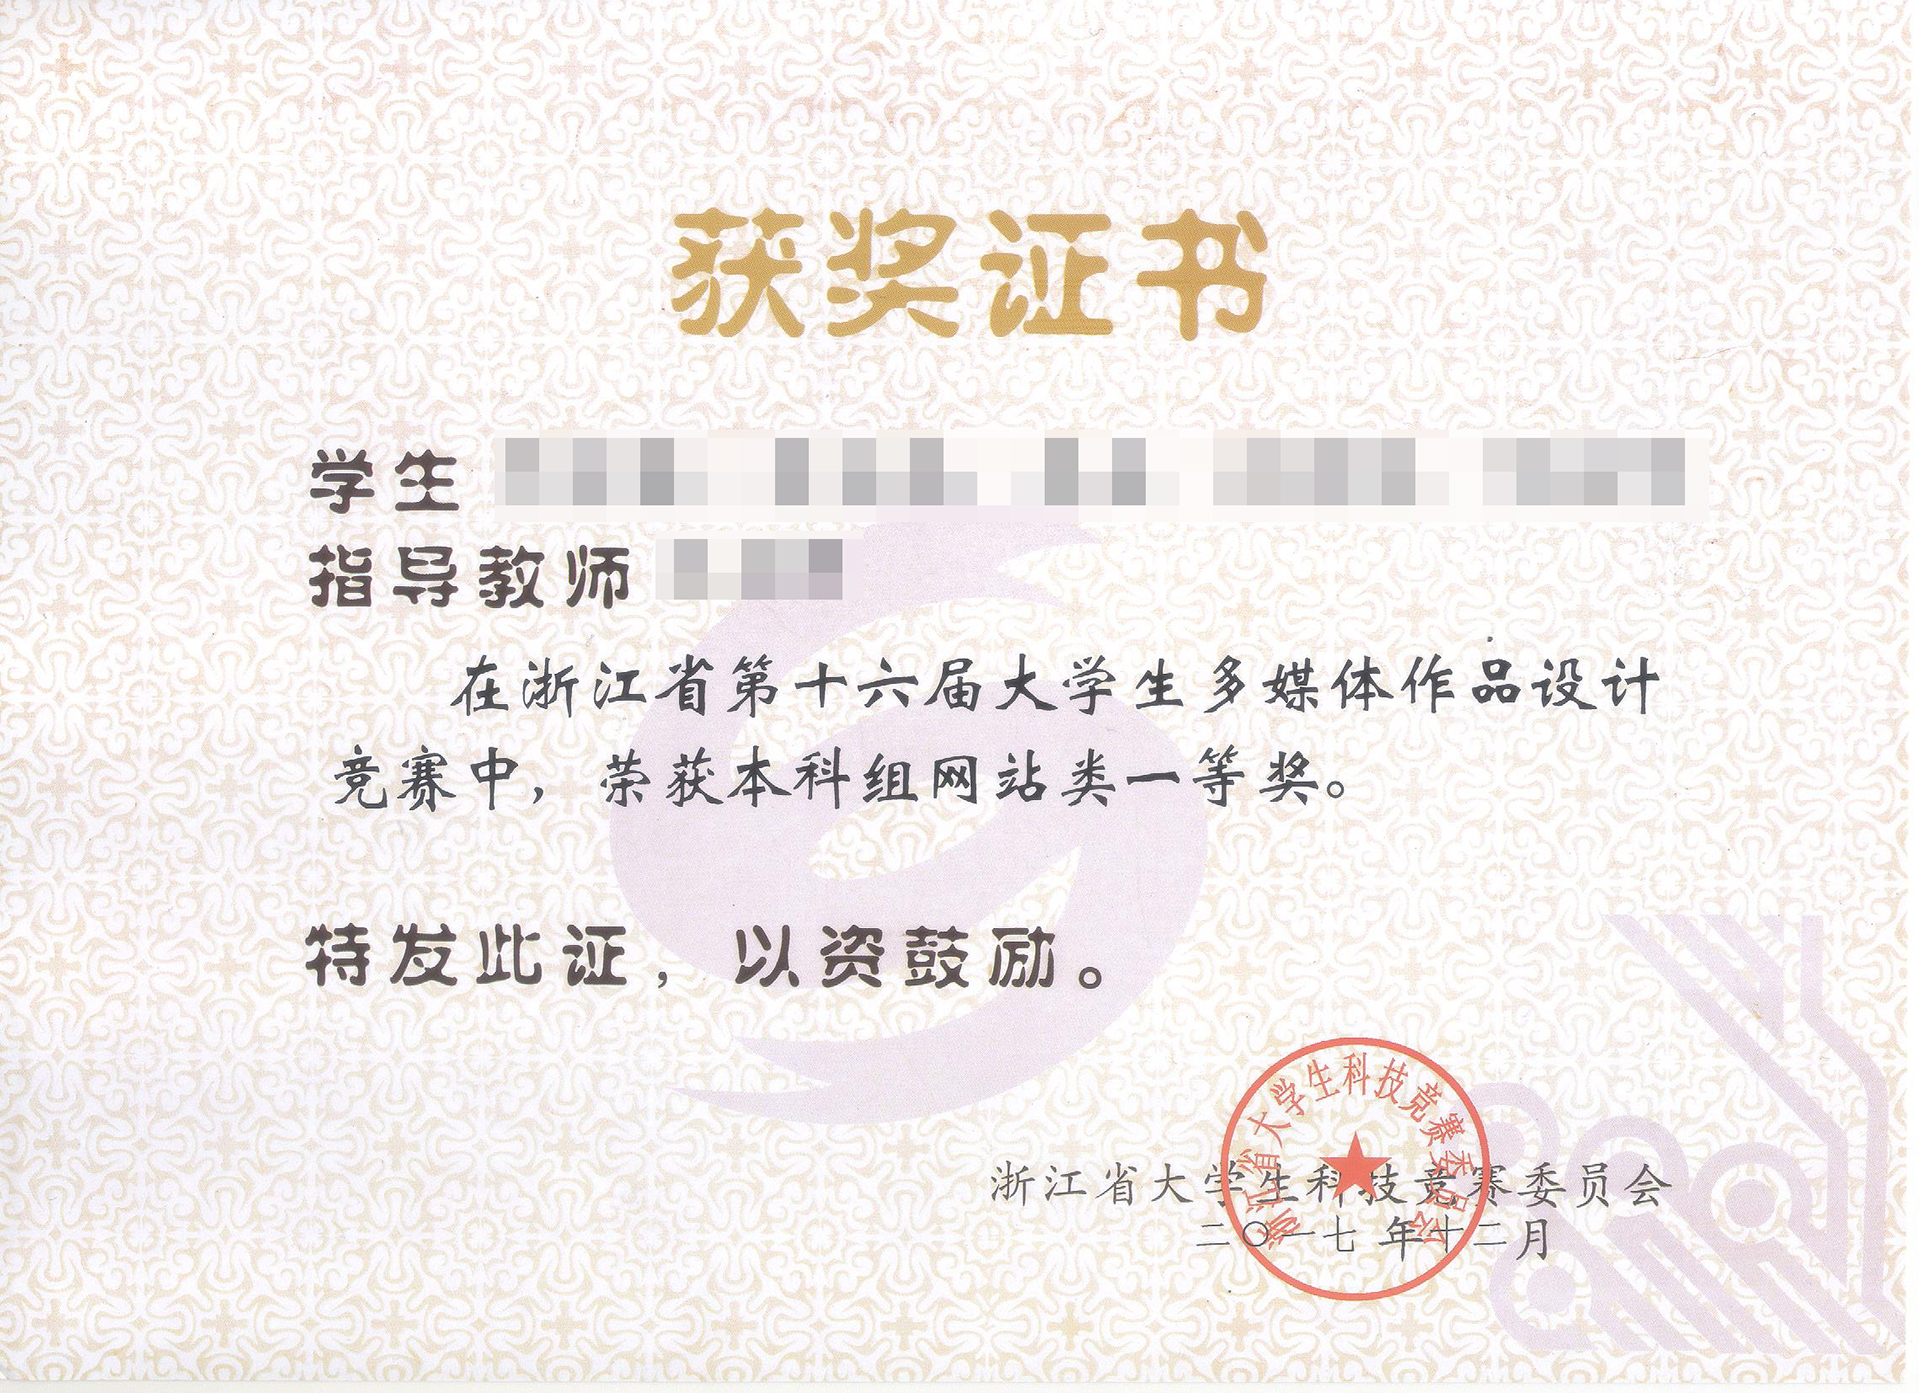 获奖证书
学生
指导教师
在浙江省第十六届大学生多媒体作品设计
竞赛中，荣获本科组网站类一等奖。
特发此证，以资鼓励。
浙江省大学生科技竞赛委员会
浙江省大学生科技竞赛委员会
二〇一七年十二月